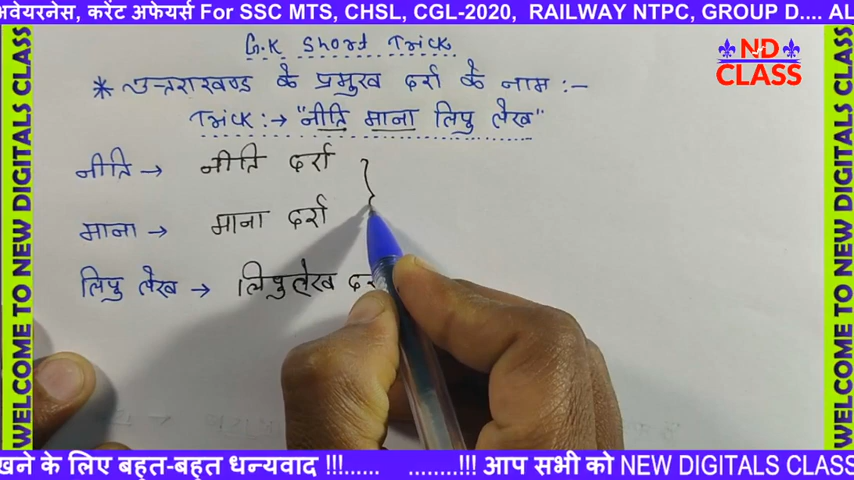 अवेयरनेस, करेंट अफेयर्स For SSC MTS, CHSL, CGL-2020, RAILWAY NTPC, GROUP D.... AL
WELCOME TO NEW DIGITALS CLASS
G.K Short Trick
ND
CLASS
* उत्तराखण्ड के प्रमुख दर्रा के नाम :-
Trick :→ "नीति माना लिपु लेख"
नीति → नीति दर्रा
माना → माना दर्रा
लिपु लेख → लिपुलेख
WELCOME TO NEW DIGITALS CLASS
खने के लिए बहुत-बहुत धन्यवाद !!!...... ........!!! आप सभी को NEW DIGITALS CLASS